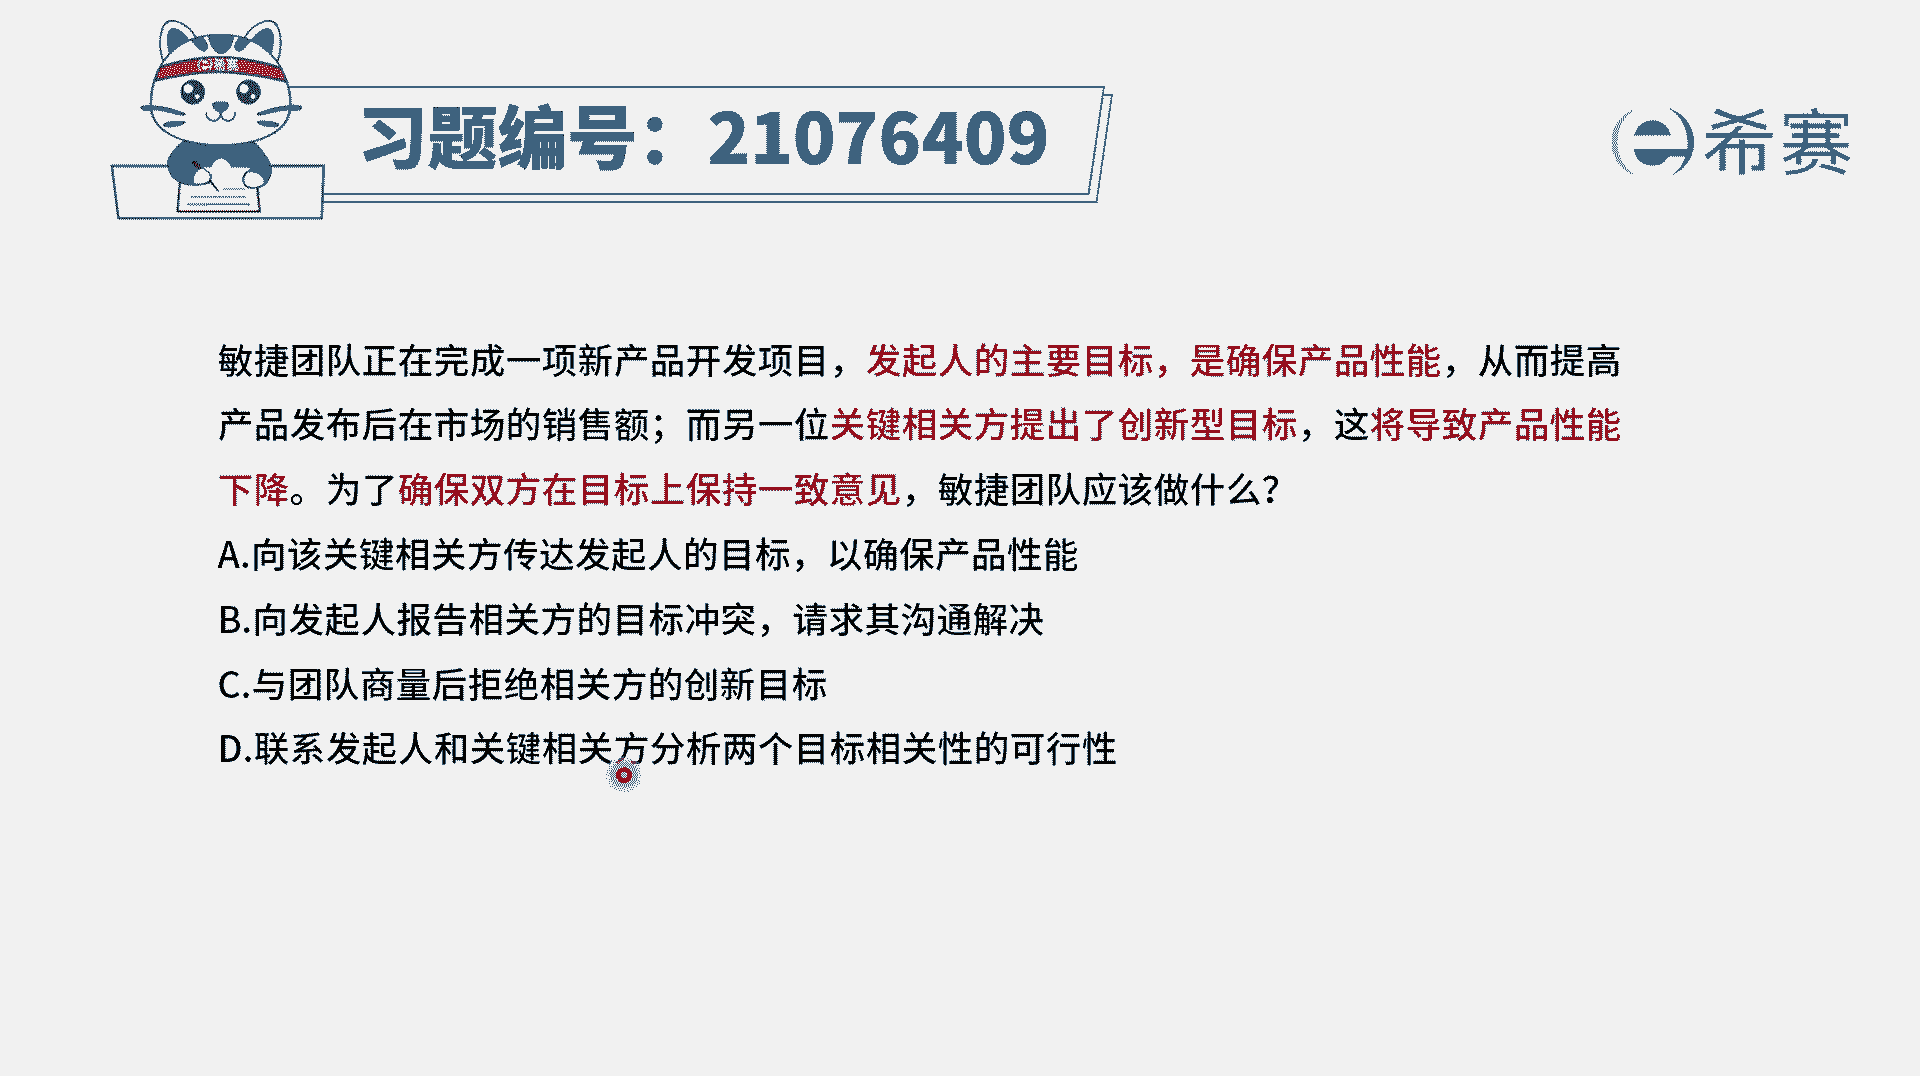 习题编号：21076409
希赛
敏捷团队正在完成一项新产品开发项目，发起人的主要目标，是确保产品性能，从而提高
产品发布后在市场的销售额；而另一位关键相关方提出了创新型目标，这将导致产品性能
下降。为了确保双方在目标上保持一致意见，敏捷团队应该做什么？
A.向该关键相关方传达发起人的目标，以确保产品性能
B.向发起人报告相关方的目标冲突，请求其沟通解决
C.与团队商量后拒绝相关方的创新目标
D.联系发起人和关键相关方分析两个目标相关性的可行性